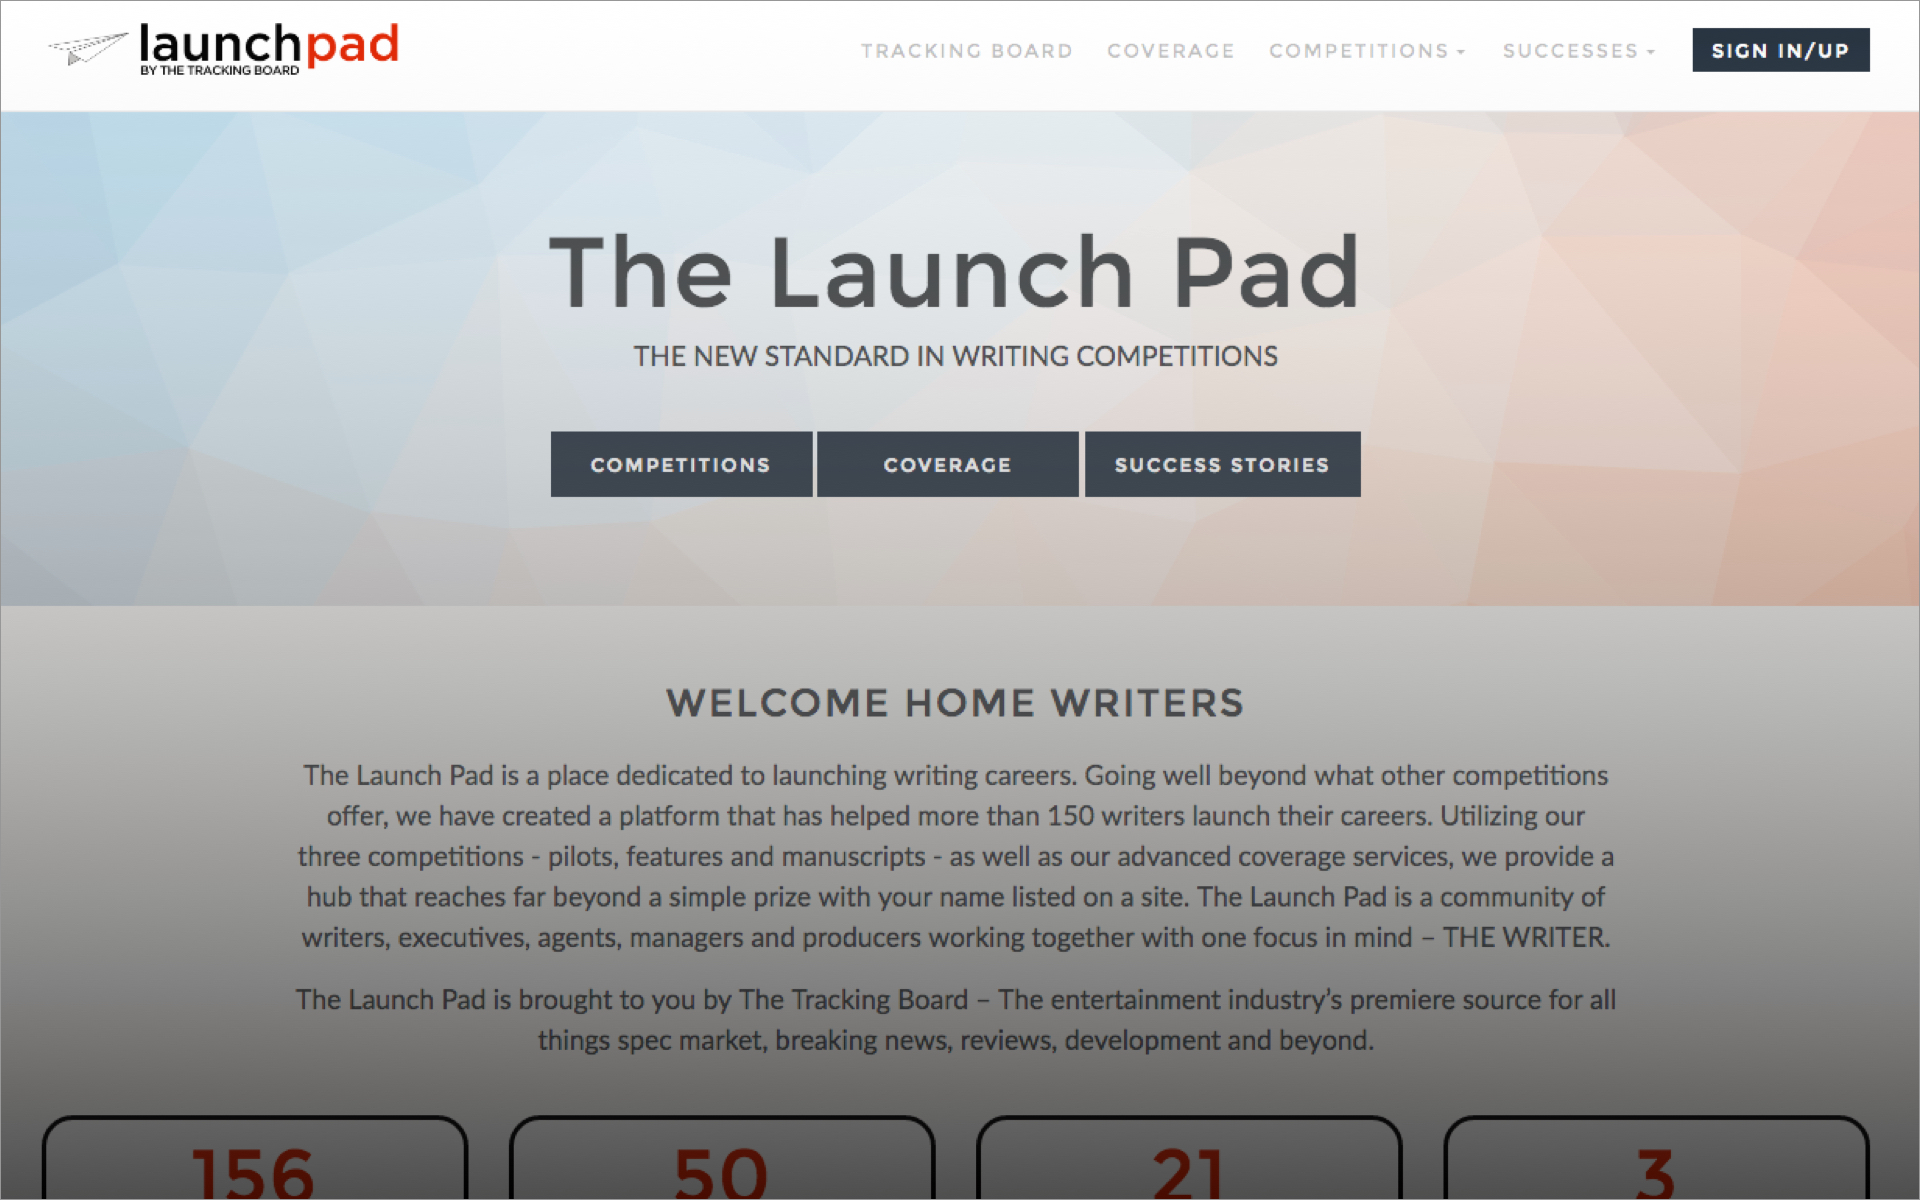 launchpad
BY THE TRACKING BOARD
TRACKING BOARD COVERAGE COMPETITIONS SUCCESSES SIGN IN/UP
The Launch Pad
THE NEW STANDARD IN WRITING COMPETITIONS
COMPETITIONS COVERAGE SUCCESS STORIES
WELCOME HOME WRITERS
The Launch Pad is a place dedicated to launching writing careers. Going well beyond what other competitions
offer, we have created a platform that has helped more than 150 writers launch their careers. Utilizing our
three competitions - pilots, features and manuscripts - as well as our advanced coverage services, we provide a
hub that reaches far beyond a simple prize with your name listed on a site. The Launch Pad is a community of
writers, executives, agents, managers and producers working together with one focus in mind – THE WRITER.
The Launch Pad is brought to you by The Tracking Board – The entertainment industry’s premiere source for all
things spec market, breaking news, reviews, development and beyond.
156 50 21 3